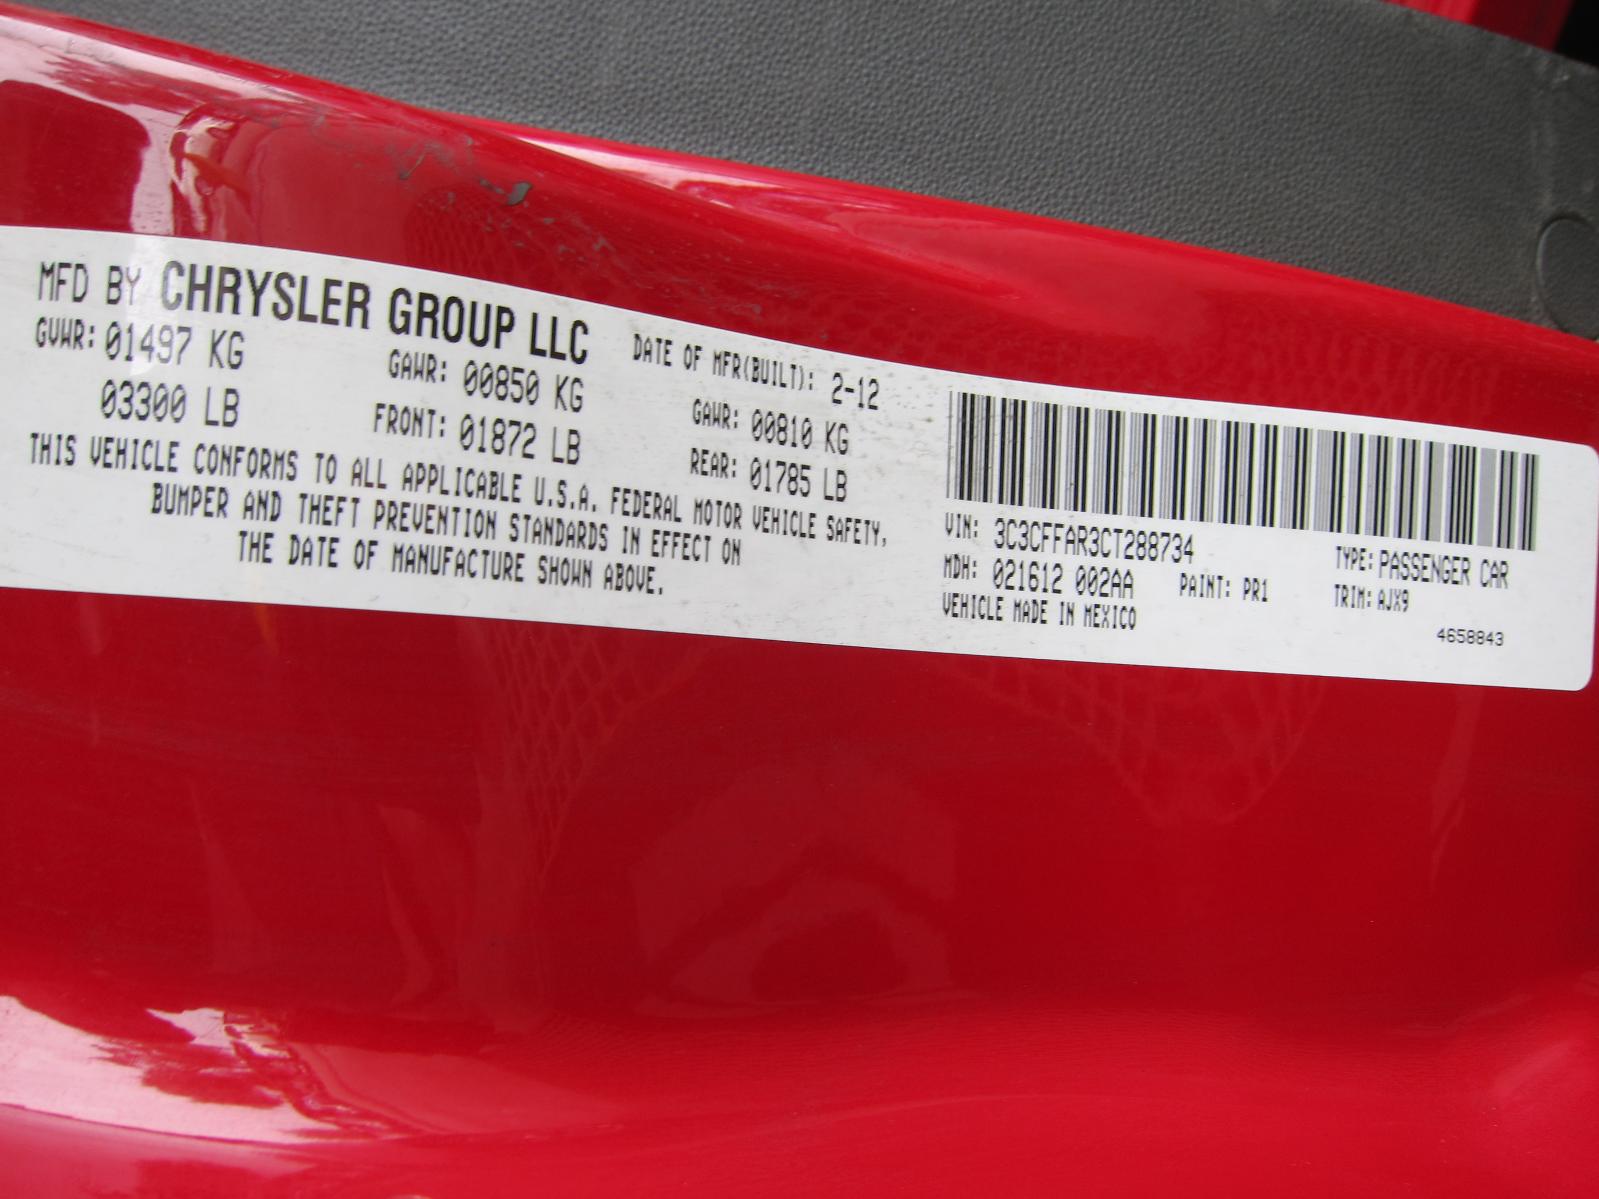 MFD BY CHRYSLER GROUP LLC DATE OF MFR(BUILT): 2-12
GVWR: 01497 KG GAWR: 00850 KG GAWR: 00810 KG
03300 LB FRONT: 01872 LB REAR: 01785 LB
THIS VEHICLE CONFORMS TO ALL APPLICABLE U.S.A. FEDERAL MOTOR VEHICLE SAFETY,
BUMPER AND THEFT PREVENTION STANDARDS IN EFFECT ON
THE DATE OF MANUFACTURE SHOWN ABOVE.
VIN: 3C3CFFAR3CT288734 TYPE: PASSENGER CAR
MDH: 021612 002AA PAINT: PR1 TRIM: AJX9
VEHICLE MADE IN MEXICO
4658843